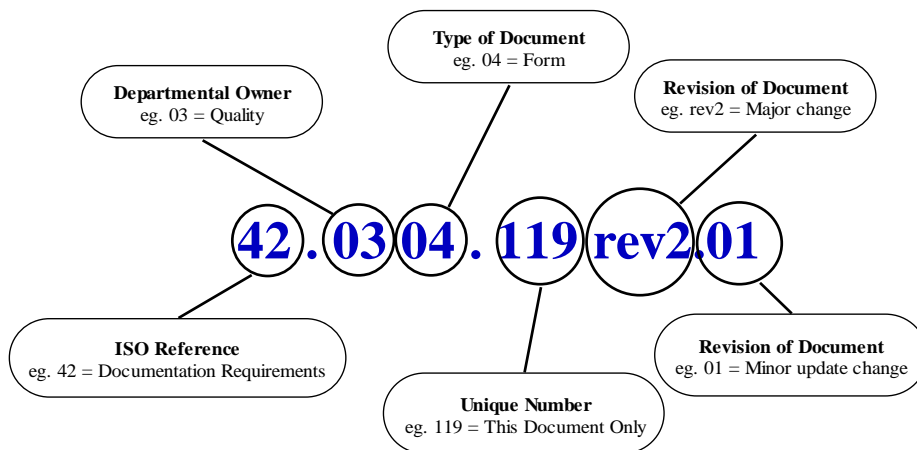 Type of Document
eg. 04 = Form
Departmental Owner
eg. 03 = Quality
Revision of Document
eg. rev2 = Major change
42.0304.119rev2.01
ISO Reference
eg. 42 = Documentation Requirements
Revision of Document
eg. 01 = Minor update change
Unique Number
eg. 119 = This Document Only